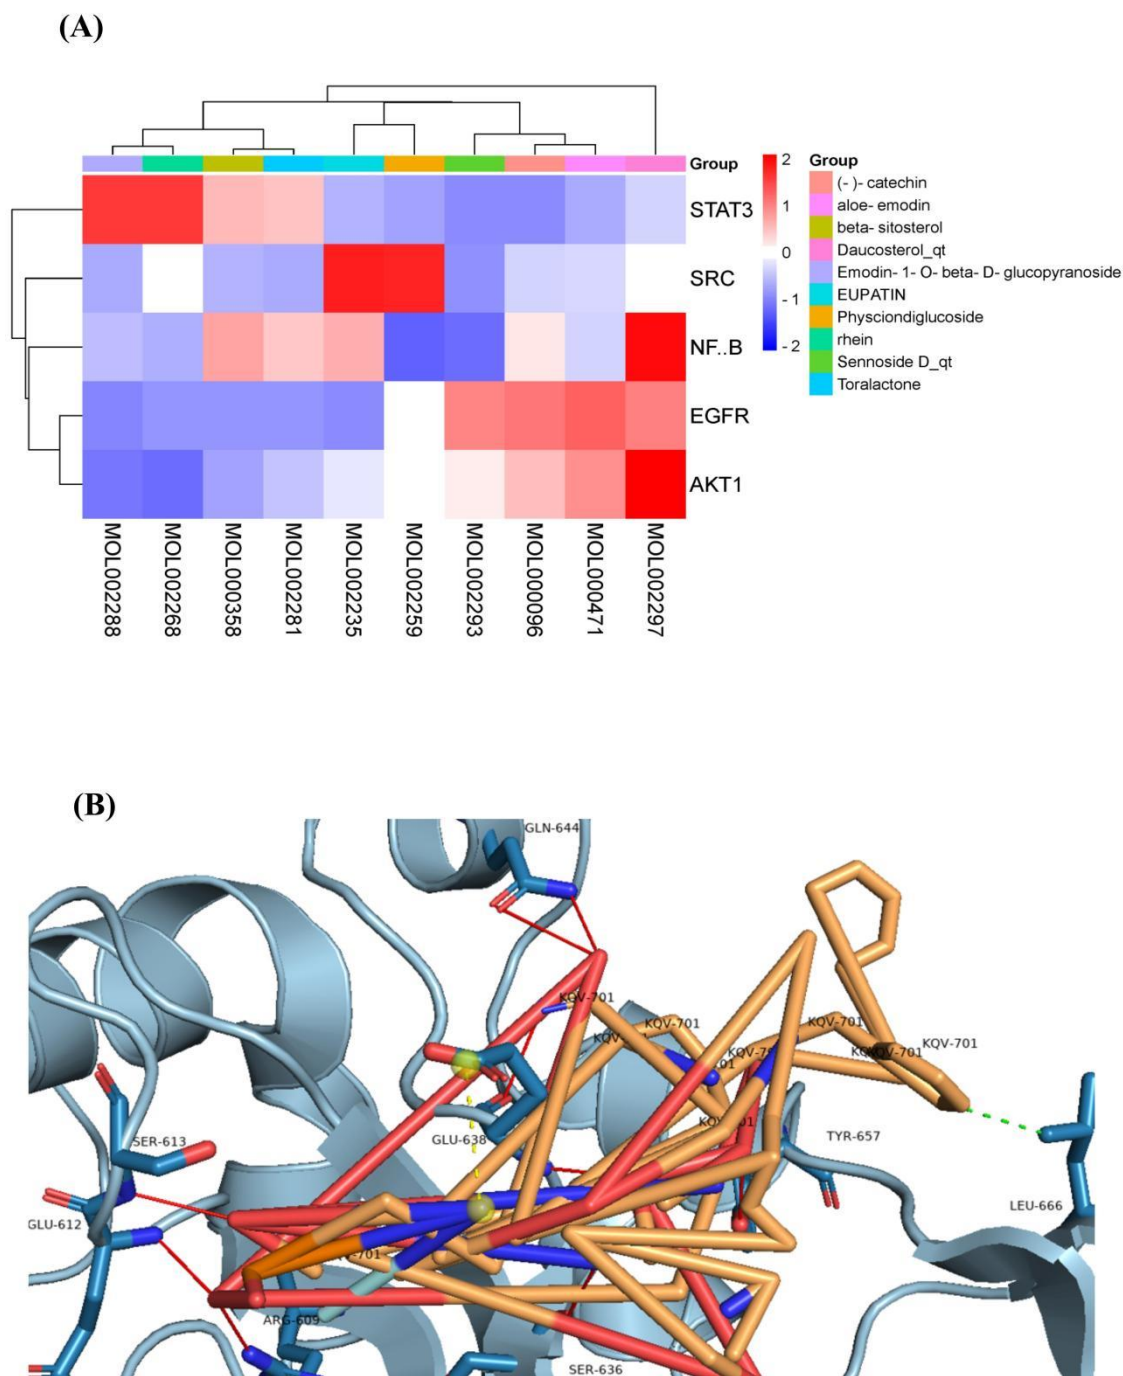 (A)
Group
STAT3
SRC
NF..B
EGFR
AKT1
MOL002288
MOL002268
MOL000358
MOL002281
MOL002235
MOL002259
MOL002293
MOL000096
MOL000471
MOL002297
2
1
0
- 1
- 2
Group
(- )- catechin
aloe- emodin
beta- sitosterol
Daucosterol_qt
Emodin- 1- O- beta- D- glucopyranoside
EUPATIN
Physciondiglucoside
rhein
Sennoside D_qt
Toralactone
(B)
GLN-644
KQV-701
KQV-701
KQV-701
KQV-701
KQV-701
GLU-638
SER-613
TYR-657
GLU-612
LEU-666
ARG-609
SER-636